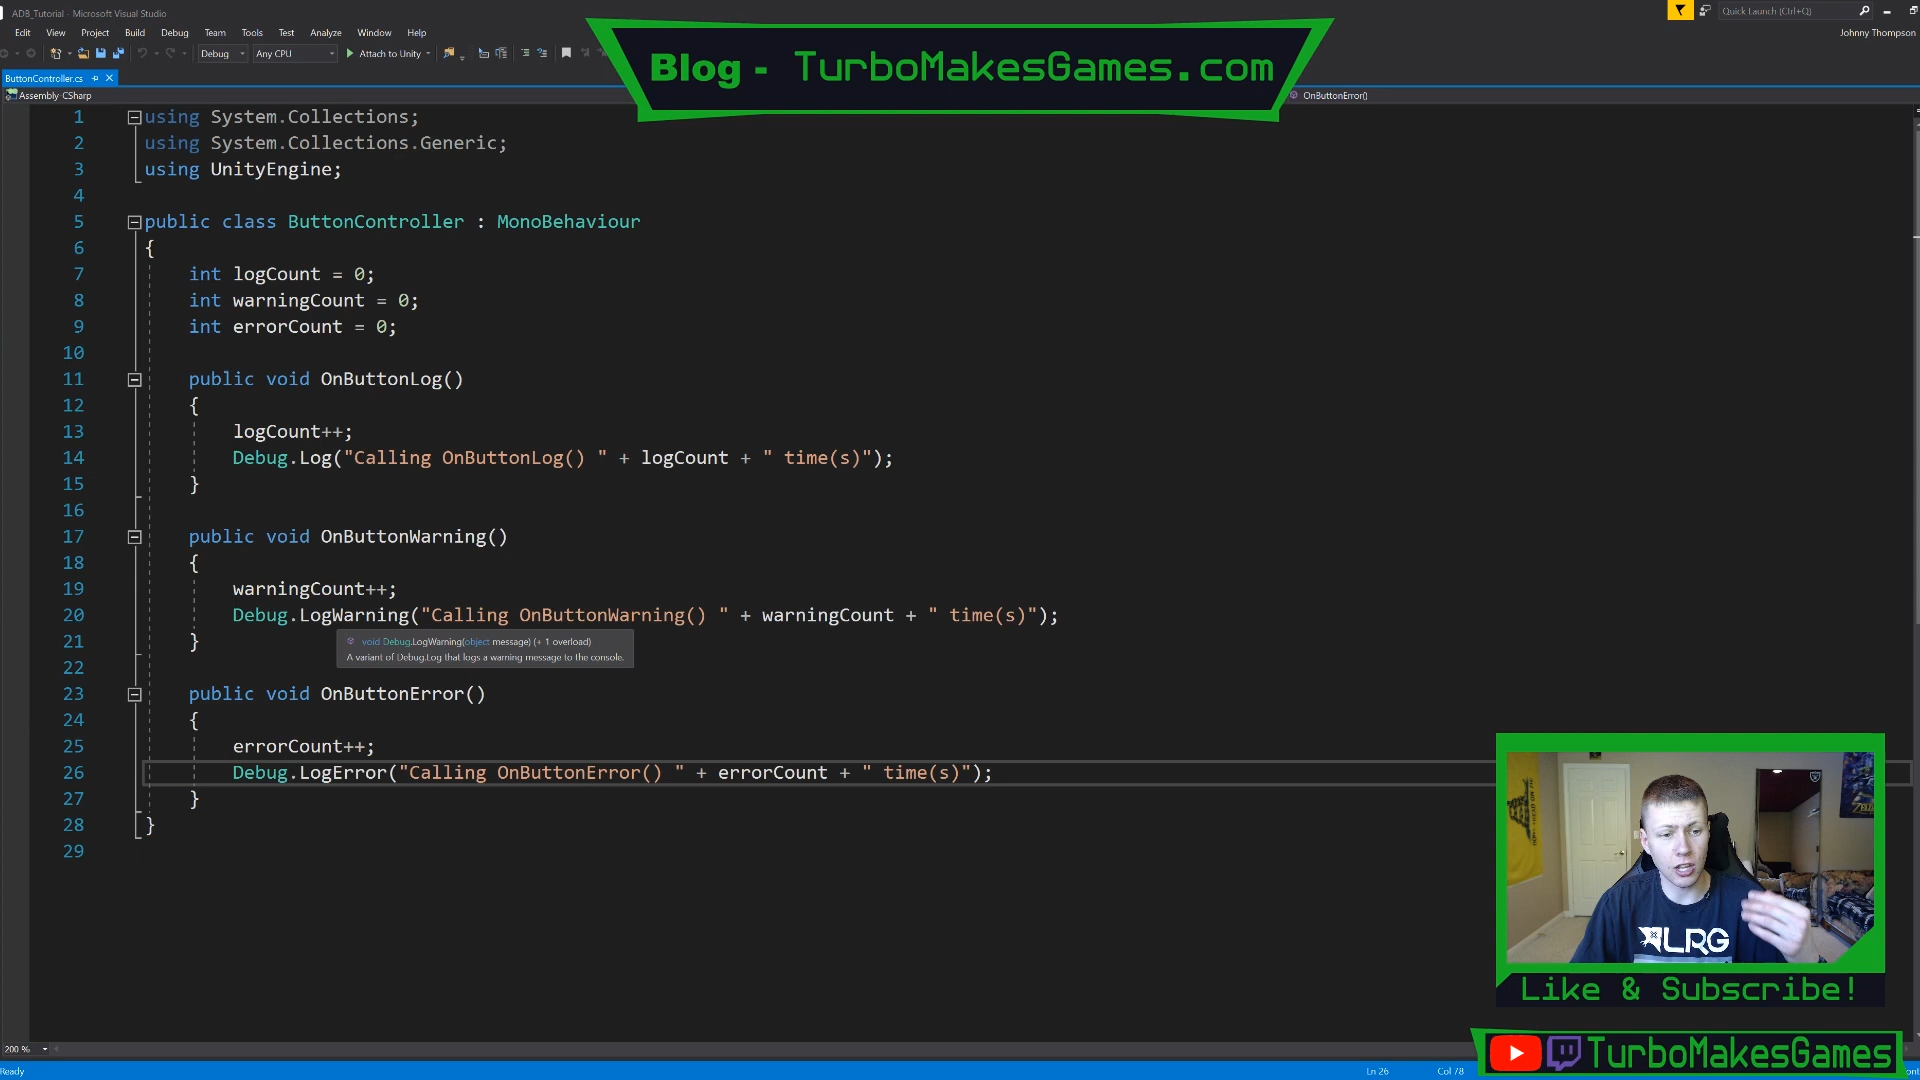 ADB_Tutorial - Microsoft Visual Studio
Quick Launch (Ctrl+Q)
Edit View Project Build Debug Team Tools Test Analyze Window Help
Johnny Thompson
Debug Any CPU Attach to Unity
Blog - TurboMakesGames.com
ButtonController.cs
Assembly-CSharp
OnButtonError()
1 using System.Collections;
2 using System.Collections.Generic;
3 using UnityEngine;
4
5 public class ButtonController : MonoBehaviour
6 {
7 int logCount = 0;
8 int warningCount = 0;
9 int errorCount = 0;
10
11 public void OnButtonLog()
12 {
13 logCount++;
14 Debug.Log("Calling OnButtonLog() " + logCount + " time(s)");
15 }
16
17 public void OnButtonWarning()
18 {
19 warningCount++;
20 Debug.LogWarning("Calling OnButtonWarning() " + warningCount + " time(s)");
void Debug.LogWarning(object message) (+ 1 overload)
A variant of Debug.Log that logs a warning message to the console.
21 }
22
23 public void OnButtonError()
24 {
25 errorCount++;
26 Debug.LogError("Calling OnButtonError() " + errorCount + " time(s)");
27 }
28 }
29
LRG
Like & Subscribe!
TurboMakesGames
200 %
Ready
Ln 26 Col 78